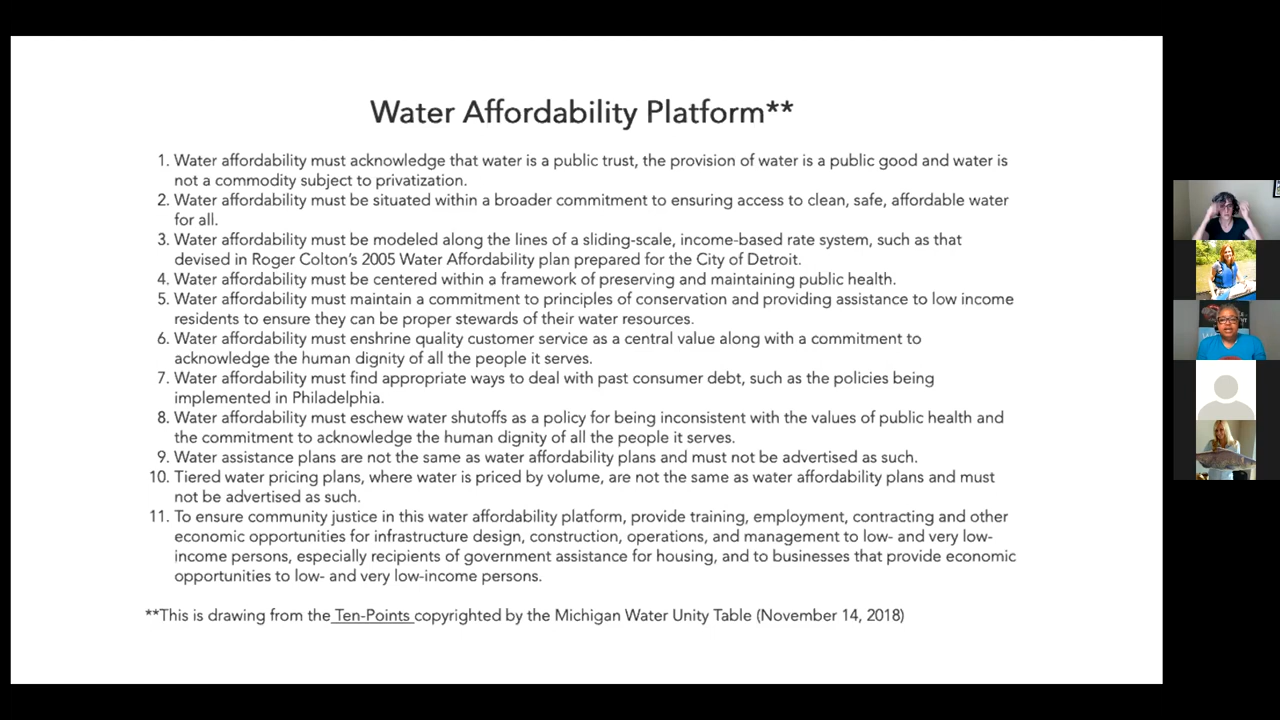 Water Affordability Platform**
1. Water affordability must acknowledge that water is a public trust, the provision of water is a public good and water is
not a commodity subject to privatization.
2. Water affordability must be situated within a broader commitment to ensuring access to clean, safe, affordable water
for all.
3. Water affordability must be modeled along the lines of a sliding-scale, income-based rate system, such as that
devised in Roger Colton's 2005 Water Affordability plan prepared for the City of Detroit.
4. Water affordability must be centered within a framework of preserving and maintaining public health.
5. Water affordability must maintain a commitment to principles of conservation and providing assistance to low income
residents to ensure they can be proper stewards of their water resources.
6. Water affordability must enshrine quality customer service as a central value along with a commitment to
acknowledge the human dignity of all the people it serves.
7. Water affordability must find appropriate ways to deal with past consumer debt, such as the policies being
implemented in Philadelphia.
8. Water affordability must eschew water shutoffs as a policy for being inconsistent with the values of public health and
the commitment to acknowledge the human dignity of all the people it serves.
9. Water assistance plans are not the same as water affordability plans and must not be advertised as such.
10. Tiered water pricing plans, where water is priced by volume, are not the same as water affordability plans and must
not be advertised as such.
11. To ensure community justice in this water affordability platform, provide training, employment, contracting and other
economic opportunities for infrastructure design, construction, operations, and management to low- and very low-
income persons, especially recipients of government assistance for housing, and to businesses that provide economic
opportunities to low- and very low-income persons.
**This is drawing from the Ten-Points copyrighted by the Michigan Water Unity Table (November 14, 2018)